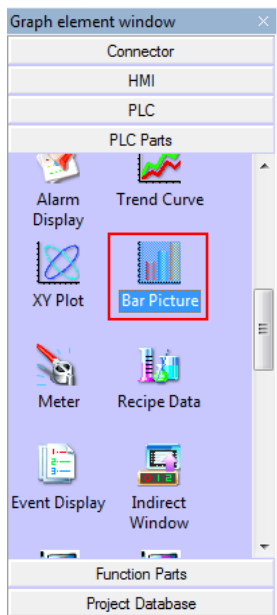 Graph element window
Connector
HMI
PLC
PLC Parts
Alarm Display
Trend Curve
XY Plot
Bar Picture
Meter
Recipe Data
Event Display
Indirect Window
Function Parts
Project Database